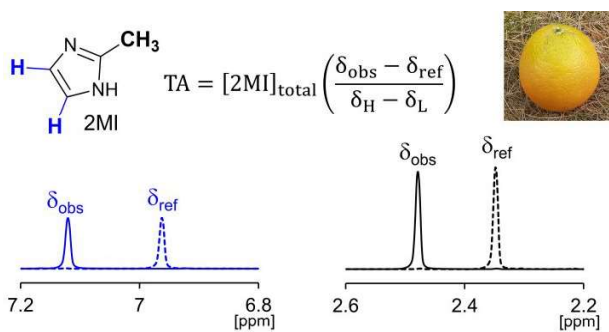 N
CH₃
H
NH
H
2MI
TA = [2MI]total (δobs − δref / δH − δL)
δobs
δref
7.2 7 6.8
[ppm]
δobs
δref
2.6 2.4 2.2
[ppm]